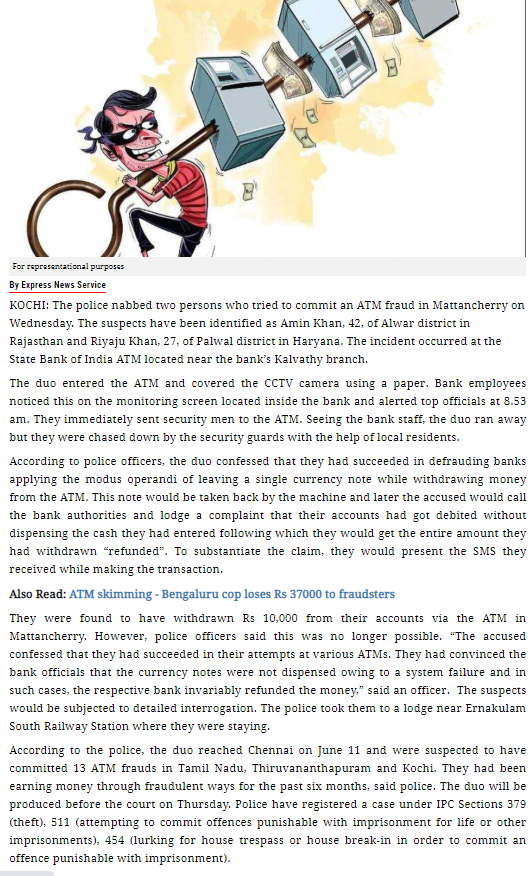 For representational purposes
By Express News Service
KOCHI: The police nabbed two persons who tried to commit an ATM fraud in Mattancherry on
Wednesday. The suspects have been identified as Amin Khan, 42, of Alwar district in
Rajasthan and Riyaju Khan, 27, of Palwal district in Haryana. The incident occurred at the
State Bank of India ATM located near the bank's Kalvathy branch.
The duo entered the ATM and covered the CCTV camera using a paper. Bank employees
noticed this on the monitoring screen located inside the bank and alerted top officials at 8.53
am. They immediately sent security men to the ATM. Seeing the bank staff, the duo ran away
but they were chased down by the security guards with the help of local residents.
According to police officers, the duo confessed that they had succeeded in defrauding banks
applying the modus operandi of leaving a single currency note while withdrawing money
from the ATM. This note would be taken back by the machine and later the accused would call
the bank authorities and lodge a complaint that their accounts had got debited without
dispensing the cash they had entered following which they would get the entire amount they
had withdrawn “refunded”. To substantiate the claim, they would present the SMS they
received while making the transaction.
Also Read: ATM skimming - Bengaluru cop loses Rs 37000 to fraudsters
They were found to have withdrawn Rs 10,000 from their accounts via the ATM in
Mattancherry. However, police officers said this was no longer possible. “The accused
confessed that they had succeeded in their attempts at various ATMs. They had convinced the
bank officials that the currency notes were not dispensed owing to a system failure and in
such cases, the respective bank invariably refunded the money,” said an officer. The suspects
would be subjected to detailed interrogation. The police took them to a lodge near Ernakulam
South Railway Station where they were staying.
According to the police, the duo reached Chennai on June 11 and were suspected to have
committed 13 ATM frauds in Tamil Nadu, Thiruvananthapuram and Kochi. They had been
earning money through fraudulent ways for the past six months, said police. The duo will be
produced before the court on Thursday. Police have registered a case under IPC Sections 379
(theft), 511 (attempting to commit offences punishable with imprisonment for life or other
imprisonments), 454 (lurking for house trespass or house break-in in order to commit an
offence punishable with imprisonment).